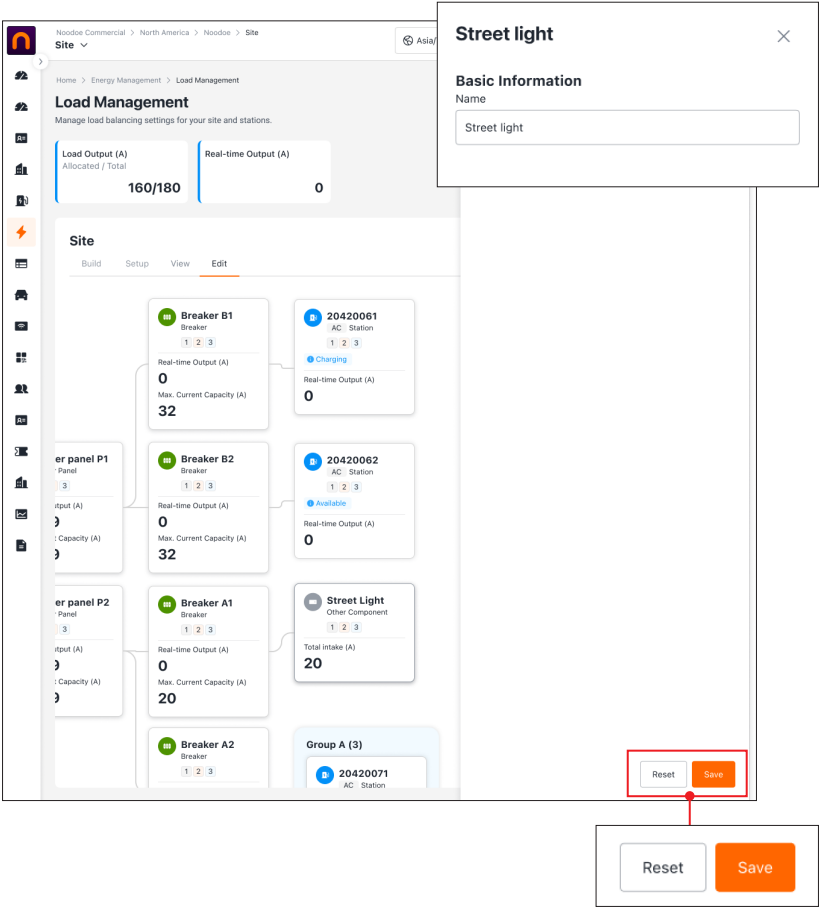 Noodoe Commercial > North America > Noodoe > Site
Site
Asia/
Home > Energy Management > Load Management
Load Management
Manage load balancing settings for your site and stations.
Load Output (A)
Allocated / Total
160/180
Real-time Output (A)
0
Street light
Basic Information
Name
Street light
Site
Build Setup View Edit
Breaker B1
Breaker
1 2 3
Real-time Output (A)
0
Max. Current Capacity (A)
32
20420061
AC Station
1 2 3
Charging
Real-time Output (A)
0
er panel P1
Panel
3
utput (A)
9
Capacity (A)
9
Breaker B2
Breaker
1 2 3
Real-time Output (A)
0
Max. Current Capacity (A)
32
20420062
AC Station
1 2 3
Available
Real-time Output (A)
0
er panel P2
Panel
3
utput (A)
9
Capacity (A)
9
Breaker A1
Breaker
1 2 3
Real-time Output (A)
0
Max. Current Capacity (A)
20
Street Light
Other Component
1 2 3
Total intake (A)
20
Breaker A2
Breaker
1 2 3
Group A (3)
20420071
AC Station
Reset Save
Reset Save